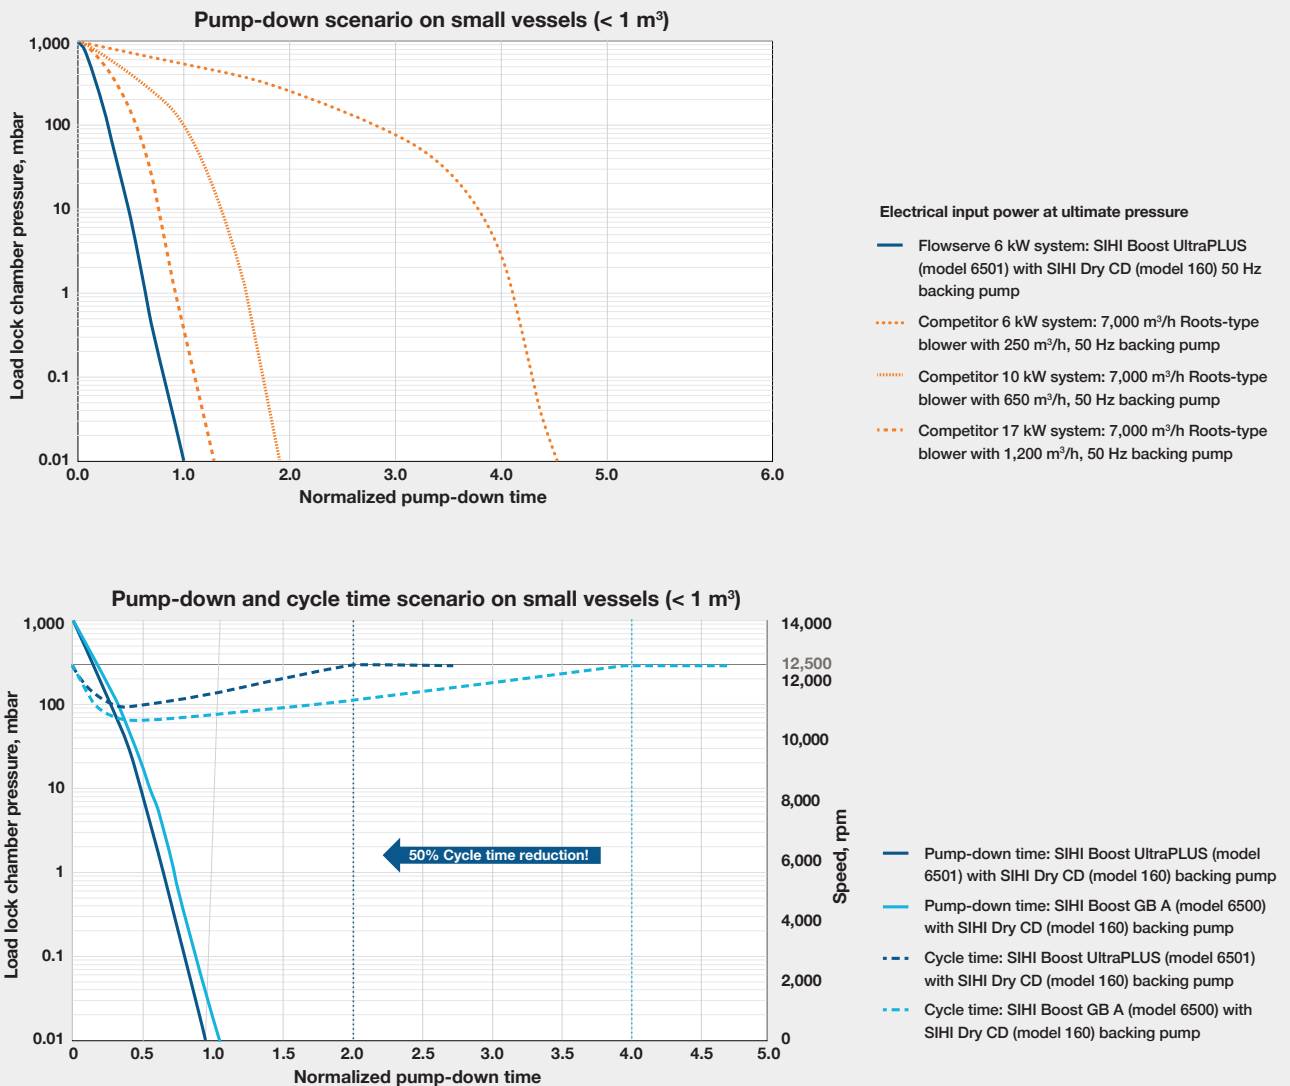 Pump-down scenario on small vessels (< 1 m³)
1,000
100
10
1
0.1
0.01
Load lock chamber pressure, mbar
0.0
1.0
2.0
3.0
4.0
5.0
6.0
Normalized pump-down time
Electrical input power at ultimate pressure
Flowserve 6 kW system: SIHI Boost UltraPLUS
(model 6501) with SIHI Dry CD (model 160) 50 Hz
backing pump
Competitor 6 kW system: 7,000 m³/h Roots-type
blower with 250 m³/h, 50 Hz backing pump
Competitor 10 kW system: 7,000 m³/h Roots-type
blower with 650 m³/h, 50 Hz backing pump
Competitor 17 kW system: 7,000 m³/h Roots-type
blower with 1,200 m³/h, 50 Hz backing pump
Pump-down and cycle time scenario on small vessels (< 1 m³)
1,000
100
10
1
0.1
0.01
Load lock chamber pressure, mbar
14,000
12,500
12,000
10,000
8,000
6,000
4,000
2,000
0
Speed, rpm
50% Cycle time reduction!
0
0.5
1.0
1.5
2.0
2.5
3.0
3.5
4.0
4.5
5.0
Normalized pump-down time
Pump-down time: SIHI Boost UltraPLUS (model
6501) with SIHI Dry CD (model 160) backing pump
Pump-down time: SIHI Boost GB A (model 6500)
with SIHI Dry CD (model 160) backing pump
Cycle time: SIHI Boost UltraPLUS (model 6501)
with SIHI Dry CD (model 160) backing pump
Cycle time: SIHI Boost GB A (model 6500) with
SIHI Dry CD (model 160) backing pump